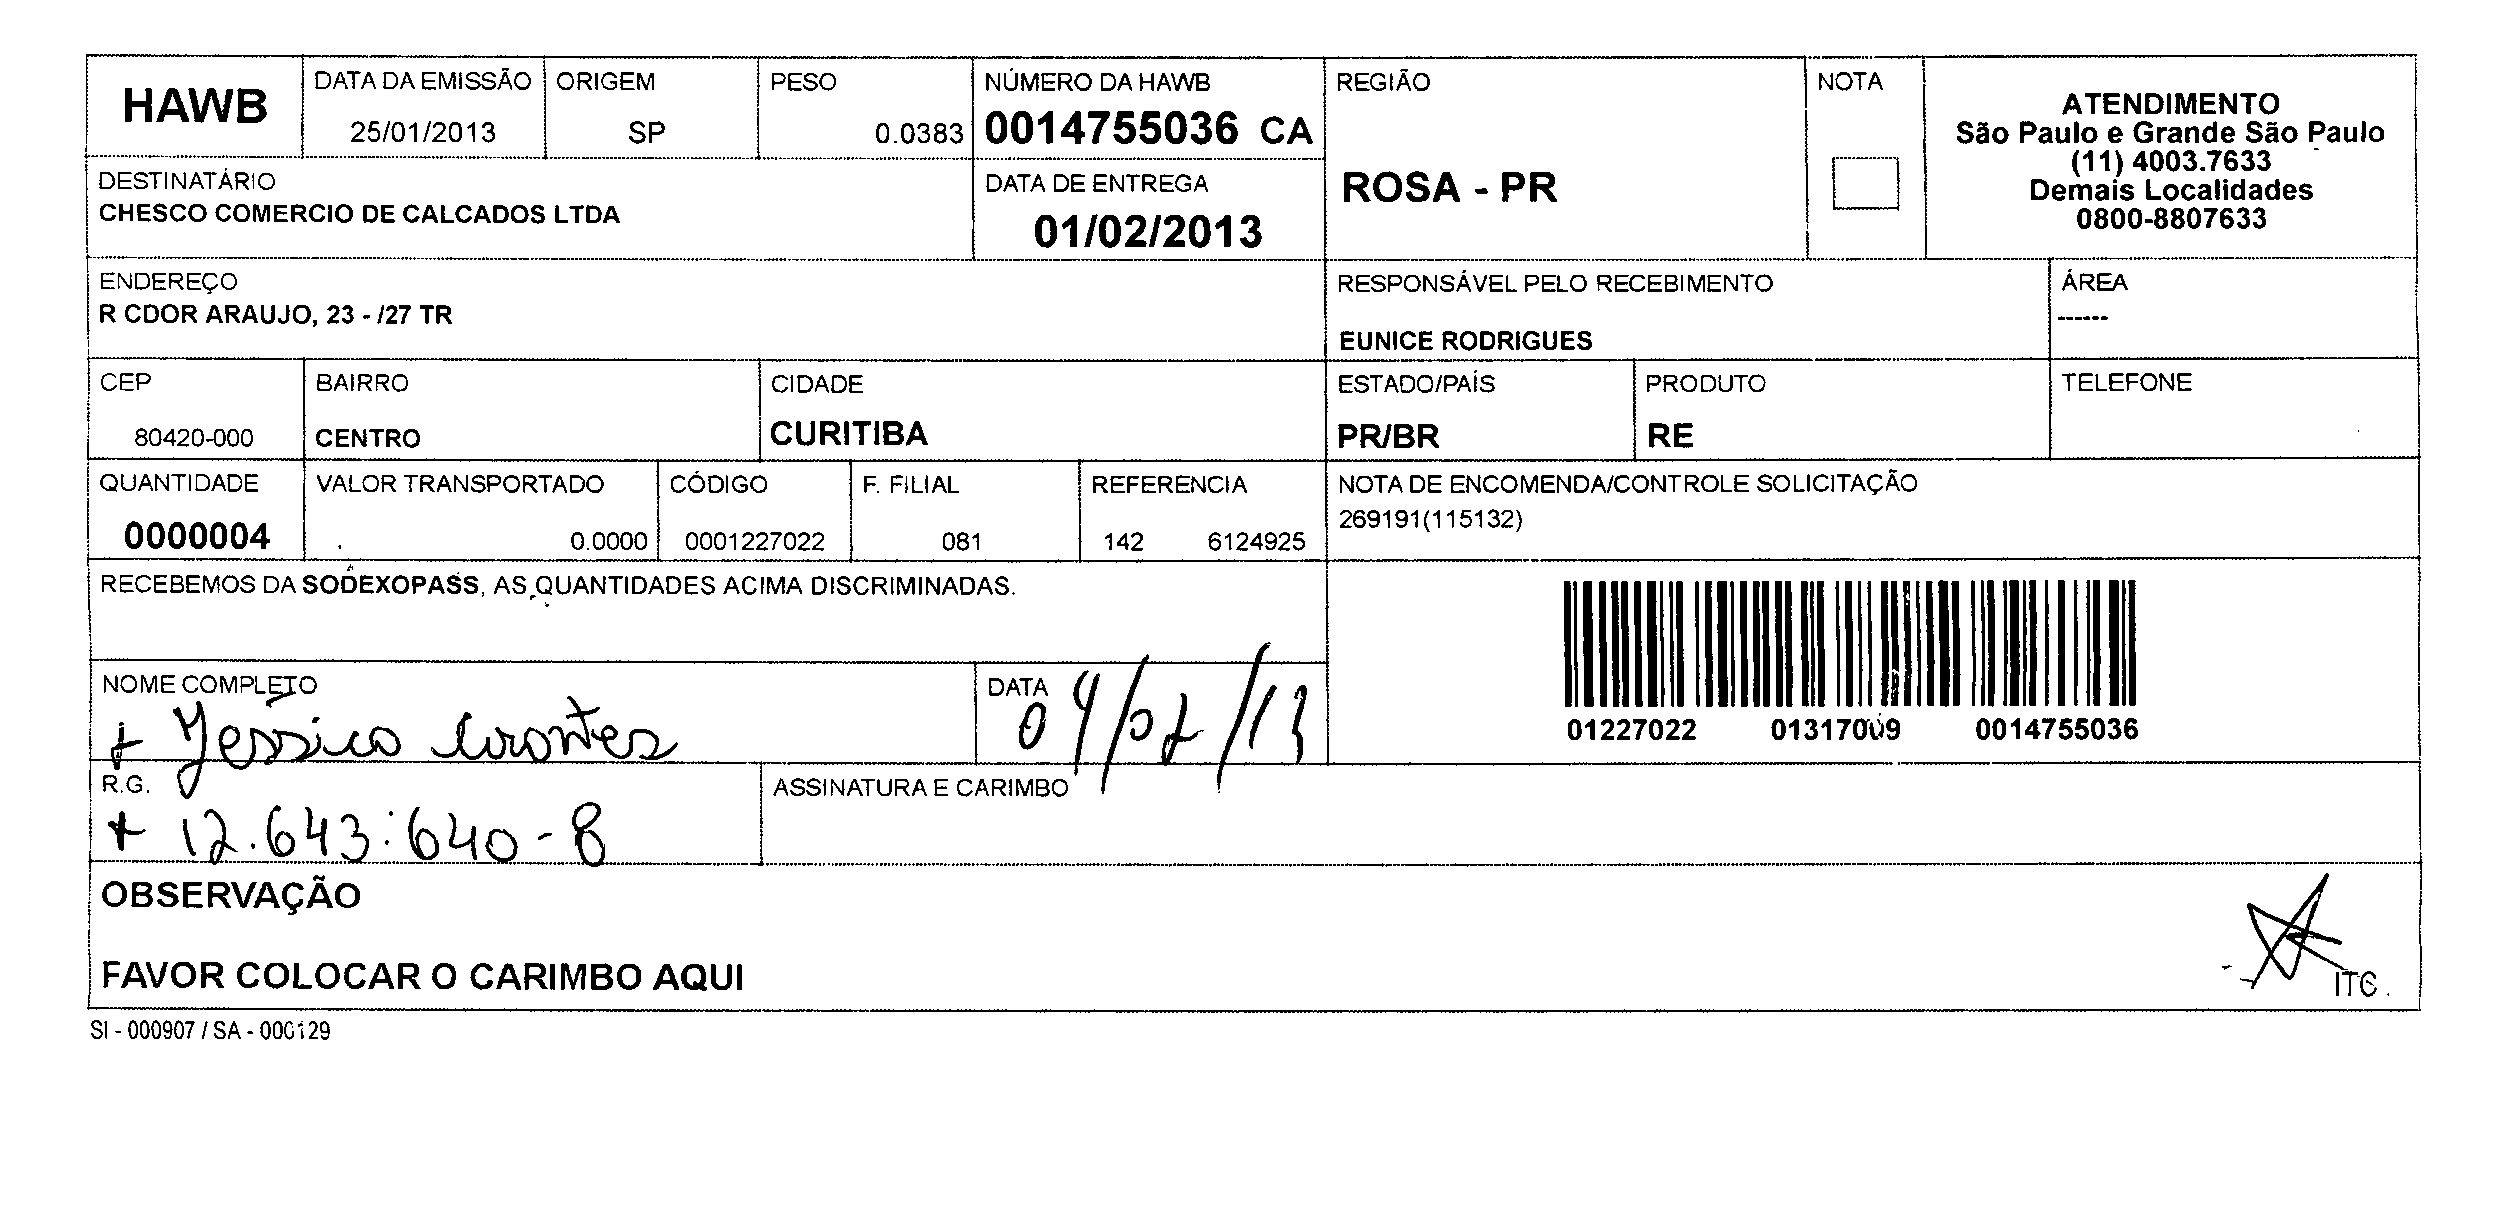 HAWB
DATA DA EMISSÃO
25/01/2013
ORIGEM
SP
PESO
0.0383
NÚMERO DA HAWB
0014755036 CA
REGIÃO
ROSA - PR
NOTA
ATENDIMENTO
São Paulo e Grande São Paulo
(11) 4003.7633
Demais Localidades
0800-8807633
DESTINATÁRIO
CHESCO COMERCIO DE CALCADOS LTDA
DATA DE ENTREGA
01/02/2013
ENDEREÇO
R CDOR ARAUJO, 23 - /27 TR
RESPONSÁVEL PELO RECEBIMENTO
EUNICE RODRIGUES
ÁREA
------
CEP
80420-000
BAIRRO
CENTRO
CIDADE
CURITIBA
ESTADO/PAÍS
PR/BR
PRODUTO
RE
TELEFONE
QUANTIDADE
0000004
VALOR TRANSPORTADO
0.0000
CÓDIGO
0001227022
F. FILIAL
081
REFERENCIA
142 6124925
NOTA DE ENCOMENDA/CONTROLE SOLICITAÇÃO
269191(115132)
RECEBEMOS DA SODEXOPASS, AS QUANTIDADES ACIMA DISCRIMINADAS.
NOME COMPLETO
+ Jéssica
DATA
04/02/13
01227022 01317009 0014755036
R.G.
+ 12.643.640-8
ASSINATURA E CARIMBO
OBSERVAÇÃO
FAVOR COLOCAR O CARIMBO AQUI
ITC.
SI - 000907 / SA - 000129